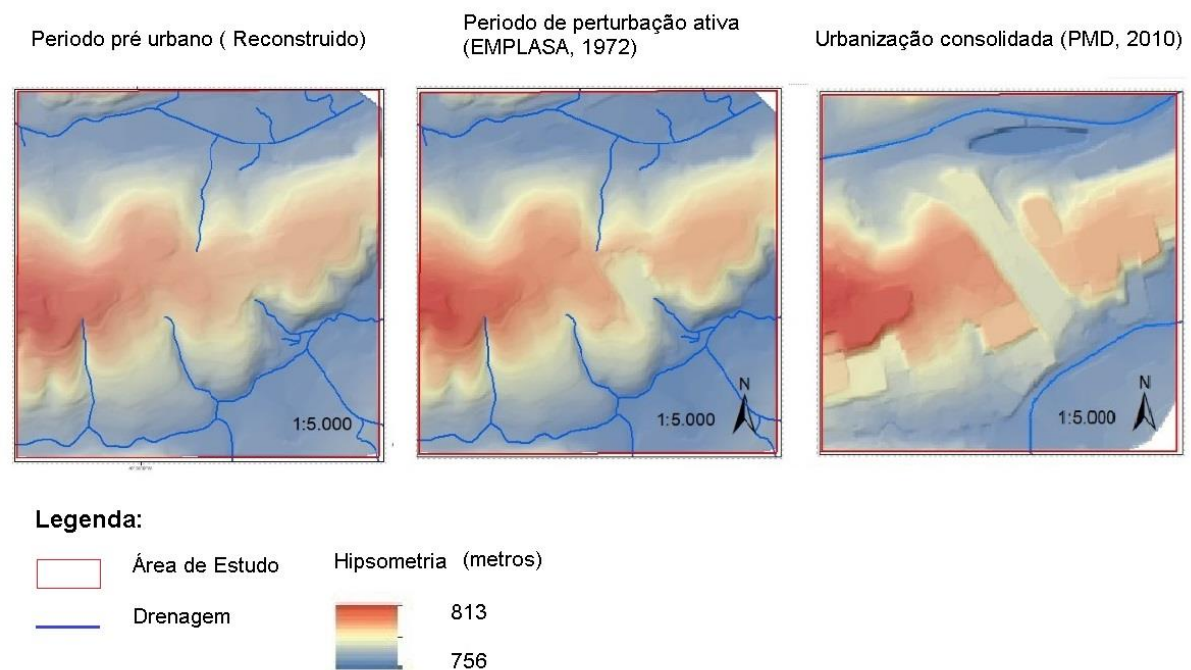 Periodo pré urbano ( Reconstruido)
Periodo de perturbação ativa
(EMPLASA, 1972)
Urbanização consolidada (PMD, 2010)
1:5.000
N
1:5.000
N
1:5.000
Legenda:
Área de Estudo
Drenagem
Hipsometria (metros)
813
756